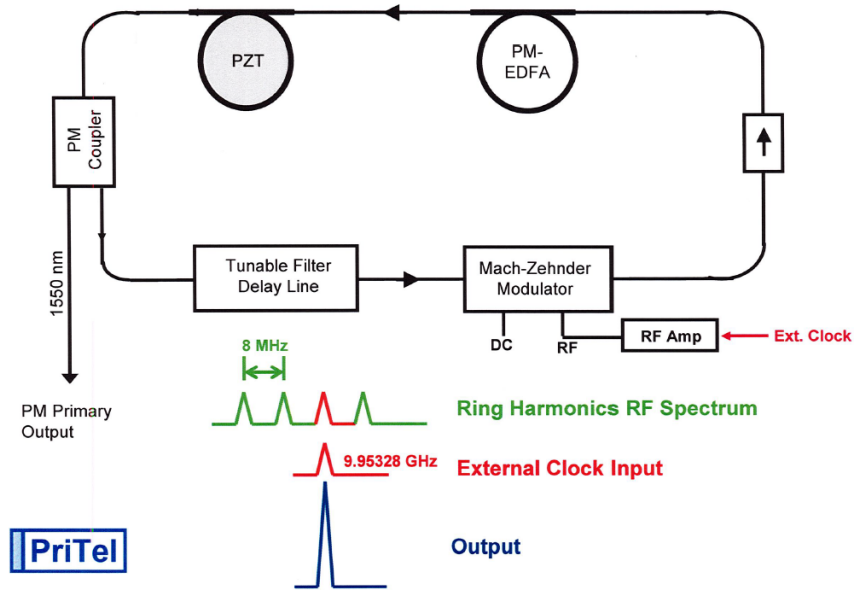 PZT
PM-
EDFA
PM
Coupler
1550 nm
Tunable Filter
Delay Line
Mach-Zehnder
Modulator
DC
RF
RF Amp
Ext. Clock
8 MHz
PM Primary
Output
Ring Harmonics RF Spectrum
9.95328 GHz
External Clock Input
Output
PriTel